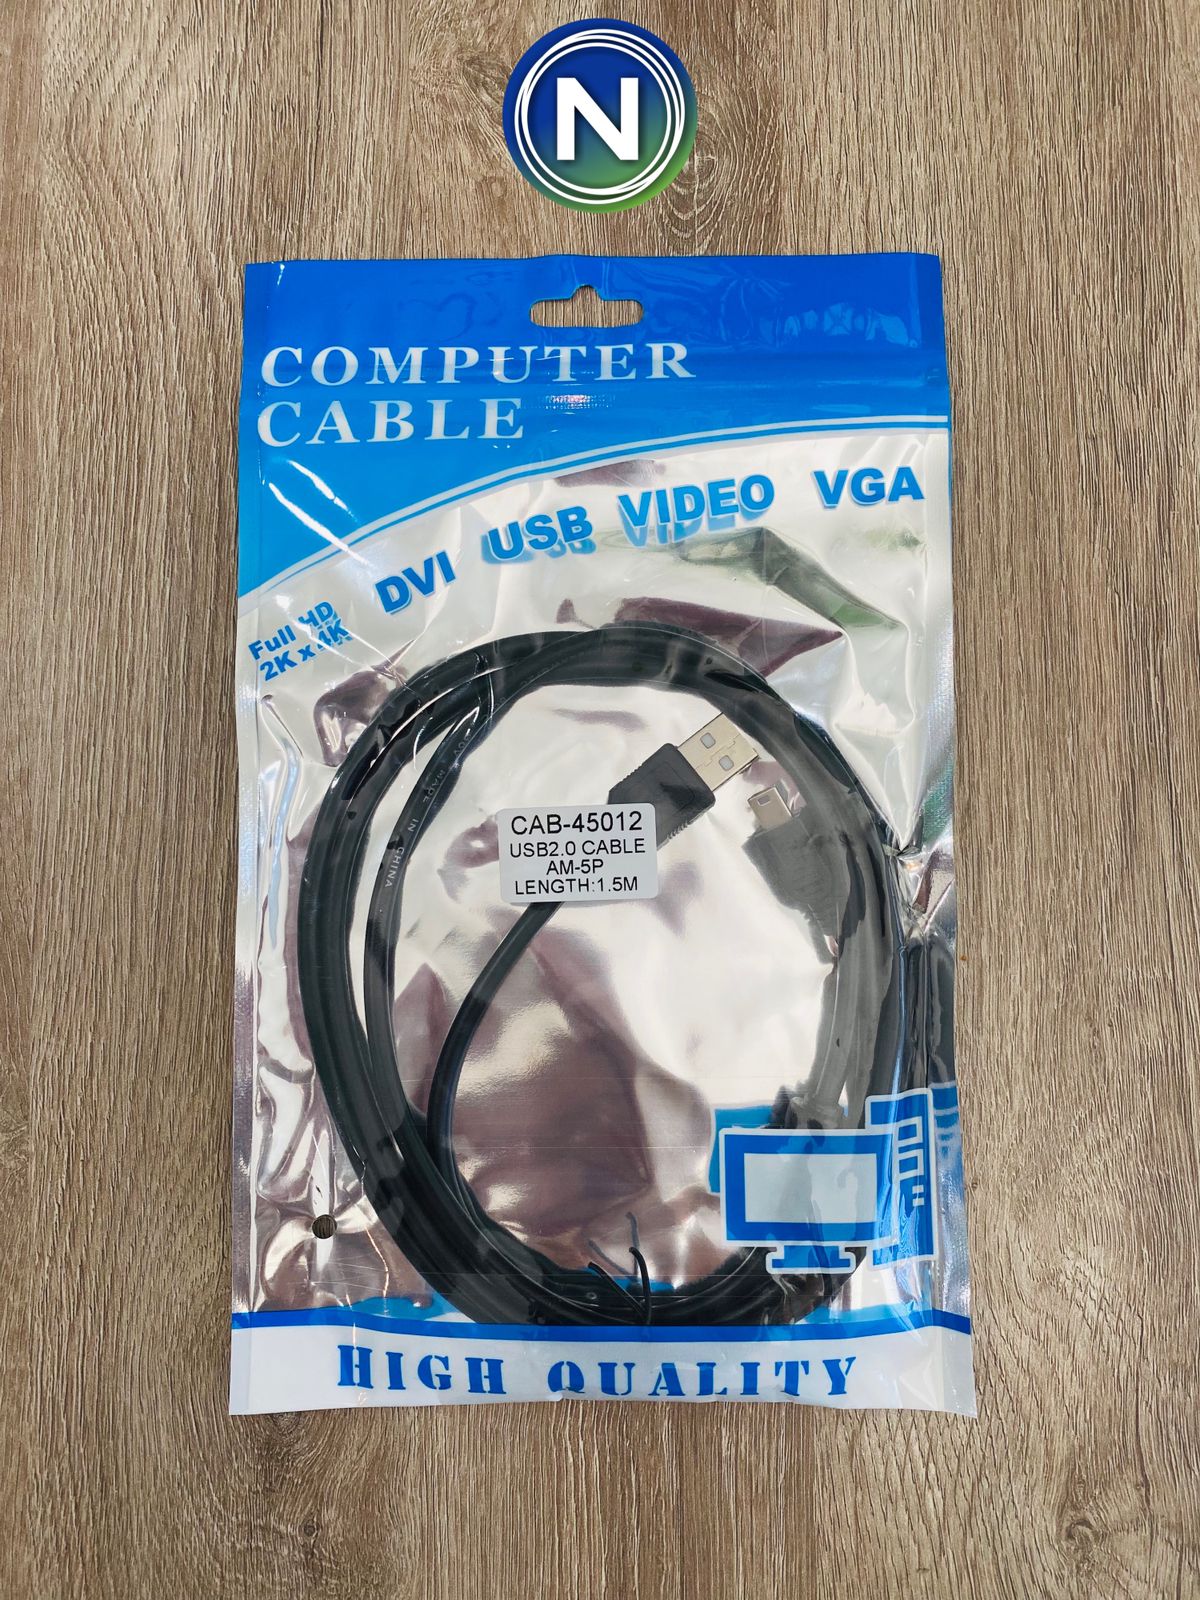 N
COMPUTER
CABLE
DVI USB VIDEO VGA
Full HD
2K x 4K
MADE IN CHINA
CAB-45012
USB2.0 CABLE
AM-5P
LENGTH:1.5M
HIGH QUALITY